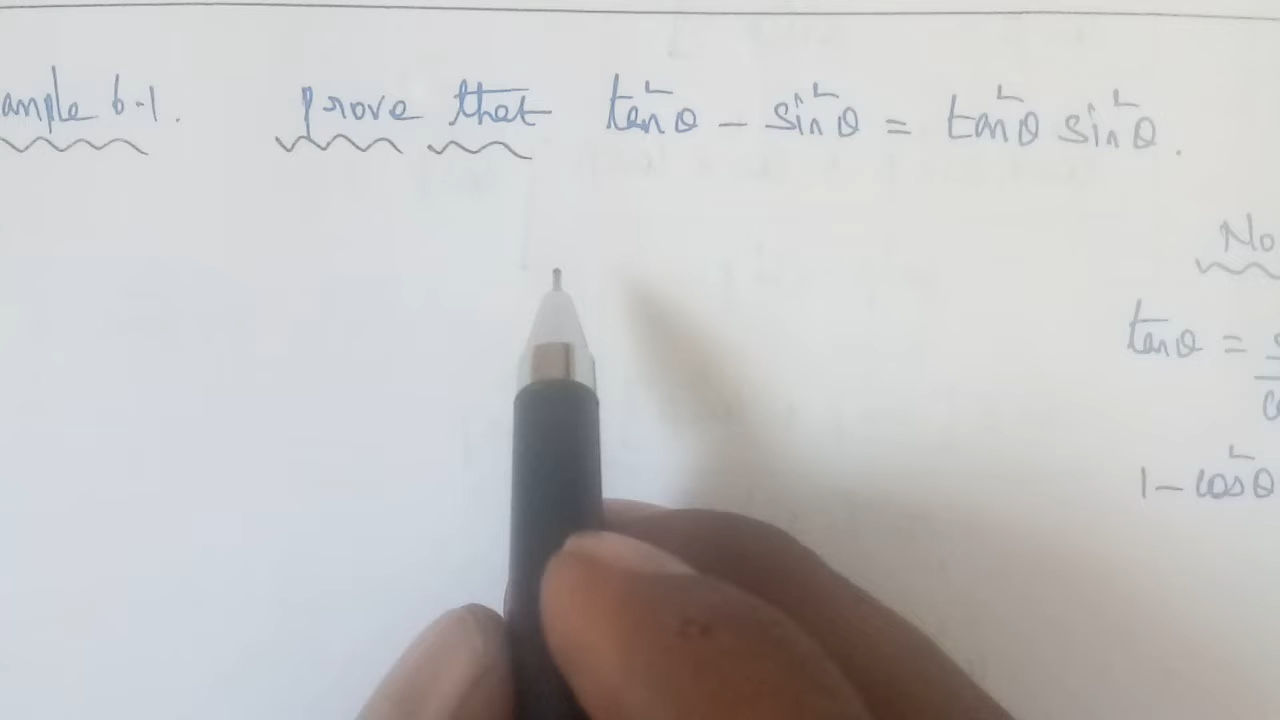 ample 6.1. prove that tan²θ - sin²θ = tan²θ sin²θ.
No
tanθ =
1 - cos²θ